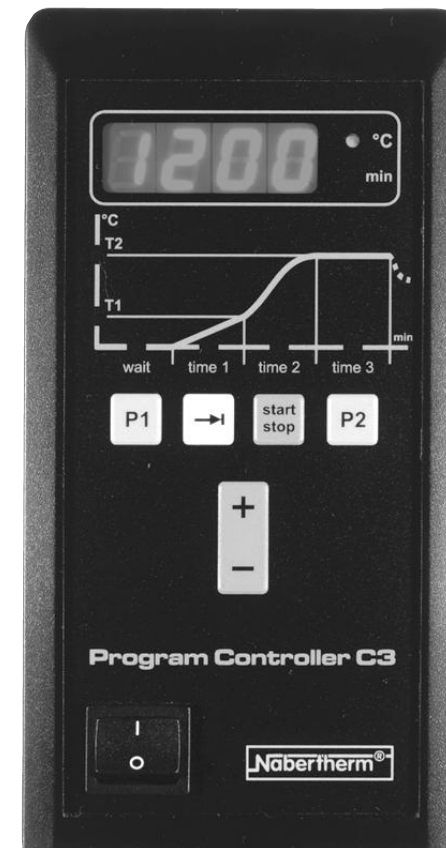 1200
°C
min
°C
T2
T1
min
wait time 1 time 2 time 3
P1 start stop P2
+
−
Program Controller C3
I
O
Nabertherm®